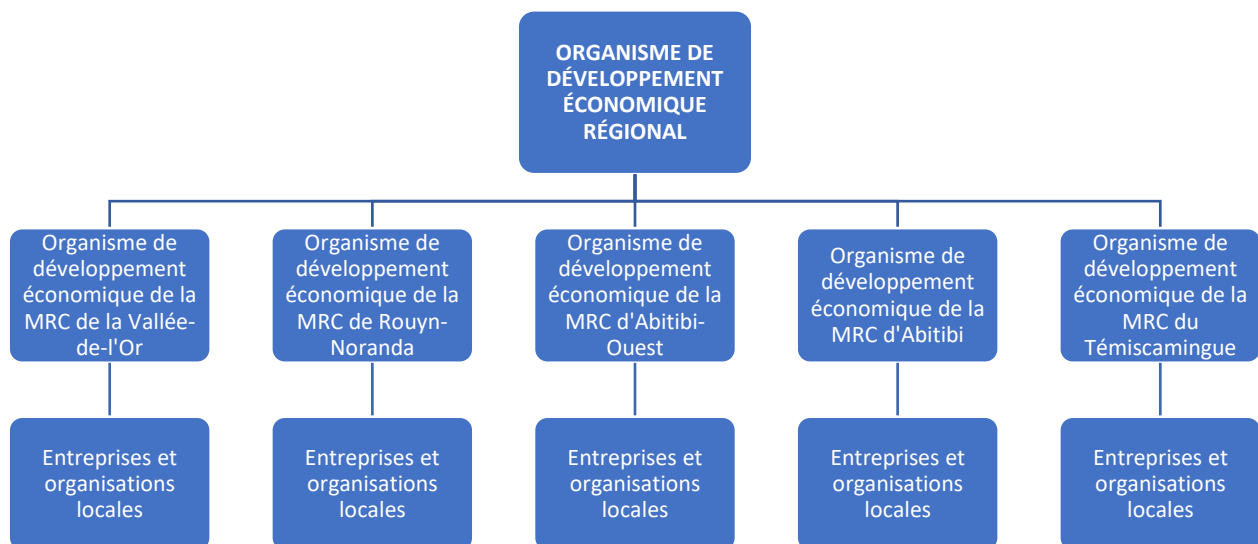 ORGANISME DE
DÉVELOPPEMENT
ÉCONOMIQUE
RÉGIONAL
Organisme de
développement
économique de la
MRC de la Vallée-
de-l'Or
Organisme de
développement
économique de la
MRC de Rouyn-
Noranda
Organisme de
développement
économique de la
MRC d'Abitibi-
Ouest
Organisme de
développement
économique de la
MRC d'Abitibi
Organisme de
développement
économique de la
MRC du
Témiscamingue
Entreprises et
organisations
locales
Entreprises et
organisations
locales
Entreprises et
organisations
locales
Entreprises et
organisations
locales
Entreprises et
organisations
locales